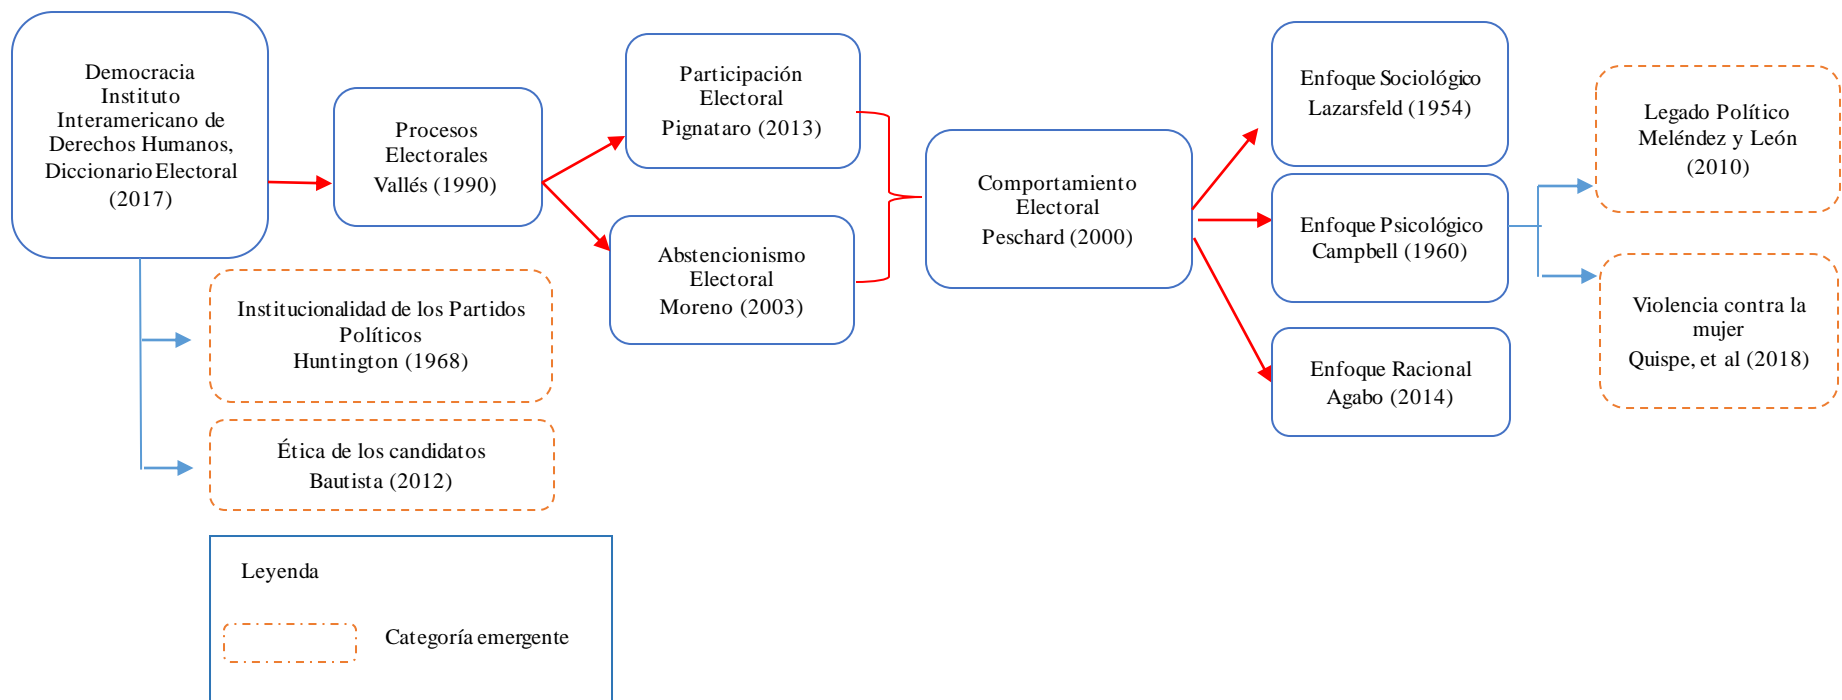 Democracia
Instituto
Interamericano de
Derechos Humanos,
Diccionario Electoral
(2017)
Procesos
Electorales
Vallés (1990)
Participación
Electoral
Pignataro (2013)
Abstencionismo
Electoral
Moreno (2003)
Comportamiento
Electoral
Peschard (2000)
Enfoque Sociológico
Lazarsfeld (1954)
Enfoque Psicológico
Campbell (1960)
Enfoque Racional
Agabo (2014)
Legado Político
Meléndez y León
(2010)
Violencia contra la
mujer
Quispe, et al (2018)
Institucionalidad de los Partidos
Políticos
Huntington (1968)
Ética de los candidatos
Bautista (2012)
Leyenda
Categoría emergente